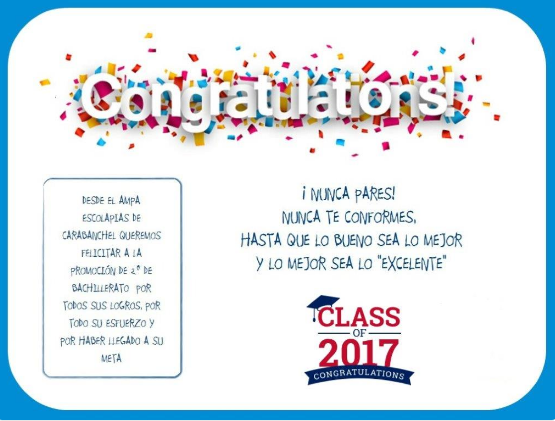 Congratulations!
DESDE EL AMPA
ESCOLAPIAS DE
CARABANCHEL QUEREMOS
FELICITAR A LA
PROMOCIÓN DE 2º DE
BACHILLERATO POR
TODOS SUS LOGROS, POR
TODO SU ESFUERZO Y
POR HABER LLEGADO A SU
META
¡ NUNCA PARES!
NUNCA TE CONFORMES,
HASTA QUE LO BUENO SEA LO MEJOR
Y LO MEJOR SEA LO "EXCELENTE"
CLASS
OF
2017
CONGRATULATIONS